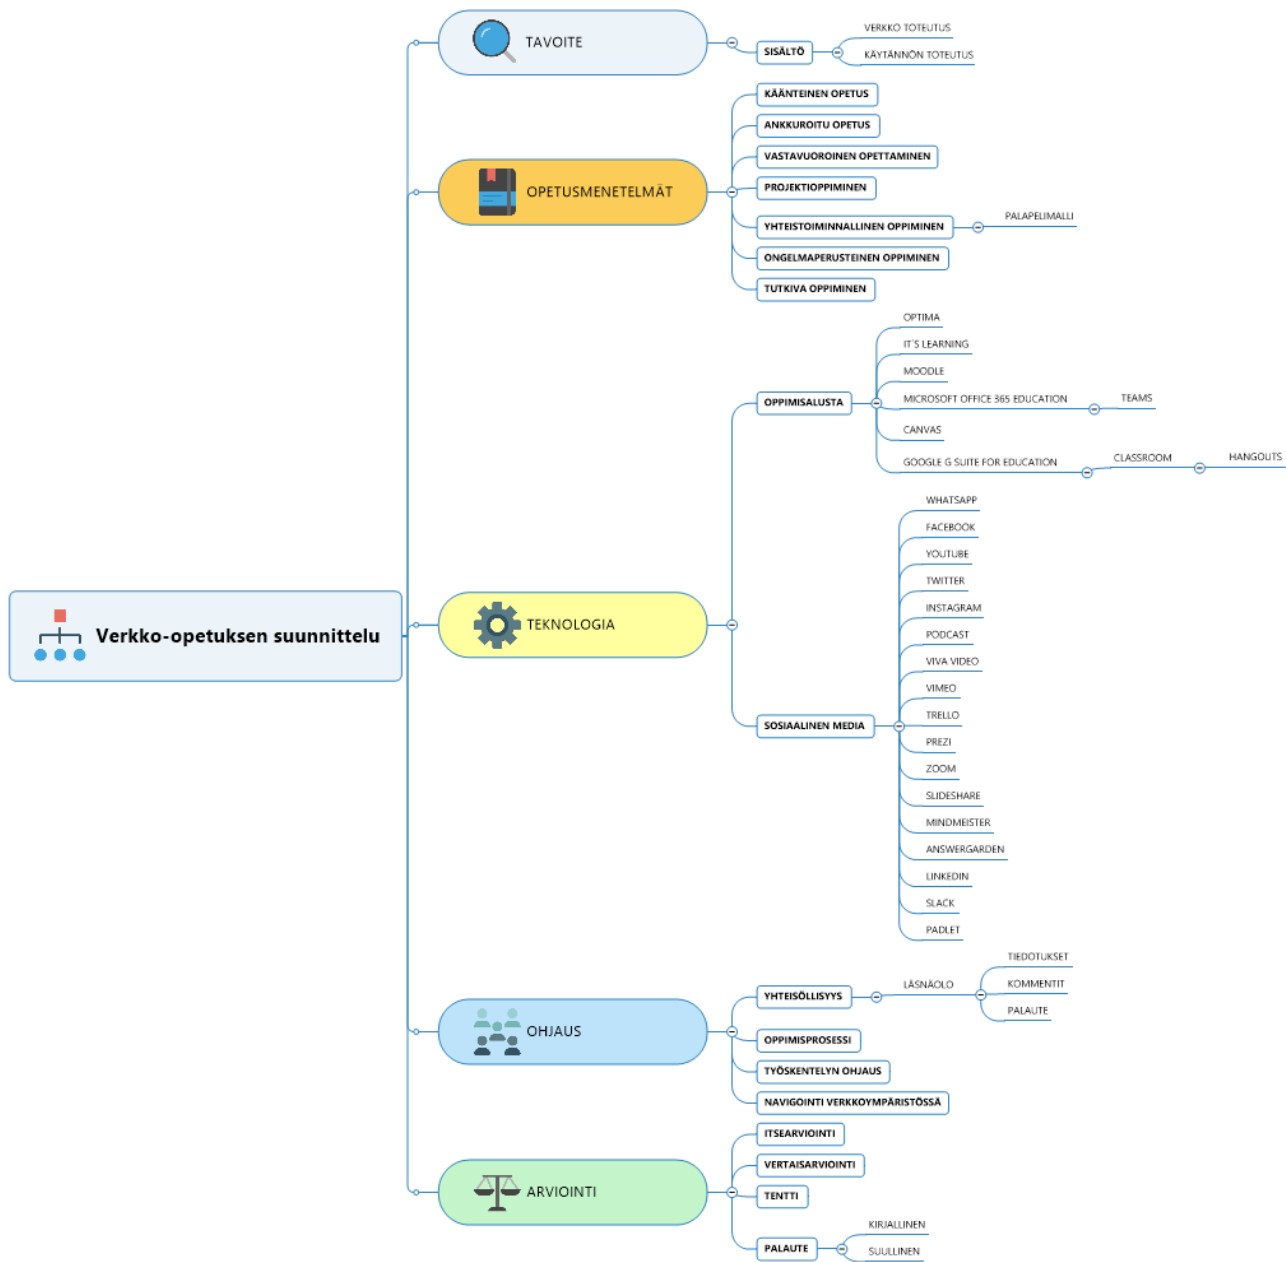 Verkko-opetuksen suunnittelu
TAVOITE
SISÄLTÖ
VERKKO TOTEUTUS
KÄYTÄNNÖN TOTEUTUS
OPETUSMENETELMÄT
KÄÄNTEINEN OPETUS
ANKKUROITU OPETUS
VASTAVUOROINEN OPETTAMINEN
PROJEKTIOPPIMINEN
YHTEISTOIMINNALLINEN OPPIMINEN
PALAPELIMALLI
ONGELMAPERUSTEINEN OPPIMINEN
TUTKIVA OPPIMINEN
TEKNOLOGIA
OPPIMISALUSTA
OPTIMA
IT´S LEARNING
MOODLE
MICROSOFT OFFICE 365 EDUCATION
TEAMS
CANVAS
GOOGLE G SUITE FOR EDUCATION
CLASSROOM
HANGOUTS
SOSIAALINEN MEDIA
WHATSAPP
FACEBOOK
YOUTUBE
TWITTER
INSTAGRAM
PODCAST
VIVA VIDEO
VIMEO
TRELLO
PREZI
ZOOM
SLIDESHARE
MINDMEISTER
ANSWERGARDEN
LINKEDIN
SLACK
PADLET
OHJAUS
YHTEISÖLLISYYS
LÄSNÄOLO
TIEDOTUKSET
KOMMENTIT
PALAUTE
OPPIMISPROSESSI
TYÖSKENTELYN OHJAUS
NAVIGOINTI VERKKOYMPÄRISTÖSSÄ
ARVIOINTI
ITSEARVIOINTI
VERTAISARVIOINTI
TENTTI
PALAUTE
KIRJALLINEN
SUULLINEN